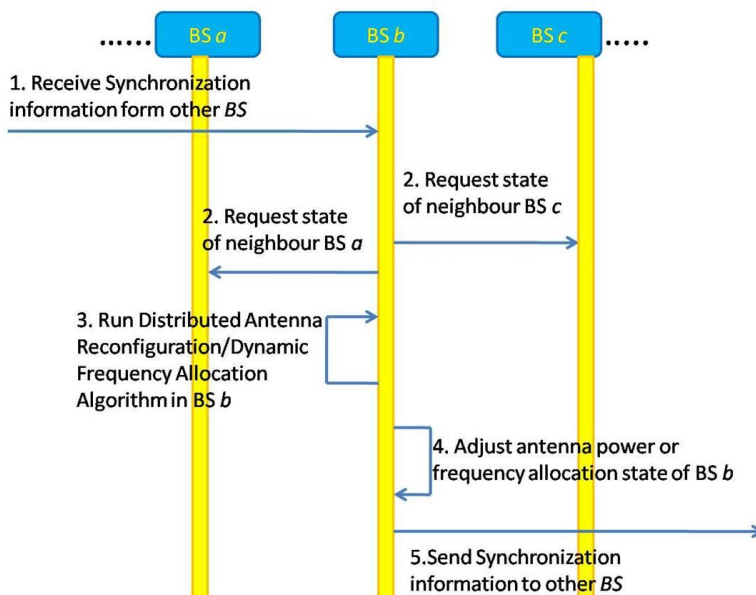 ...... BS a BS b BS c .....
1. Receive Synchronization
information form other BS
2. Request state
of neighbour BS c
2. Request state
of neighbour BS a
3. Run Distributed Antenna
Reconfiguration/Dynamic
Frequency Allocation
Algorithm in BS b
4. Adjust antenna power or
frequency allocation state of BS b
5.Send Synchronization
information to other BS